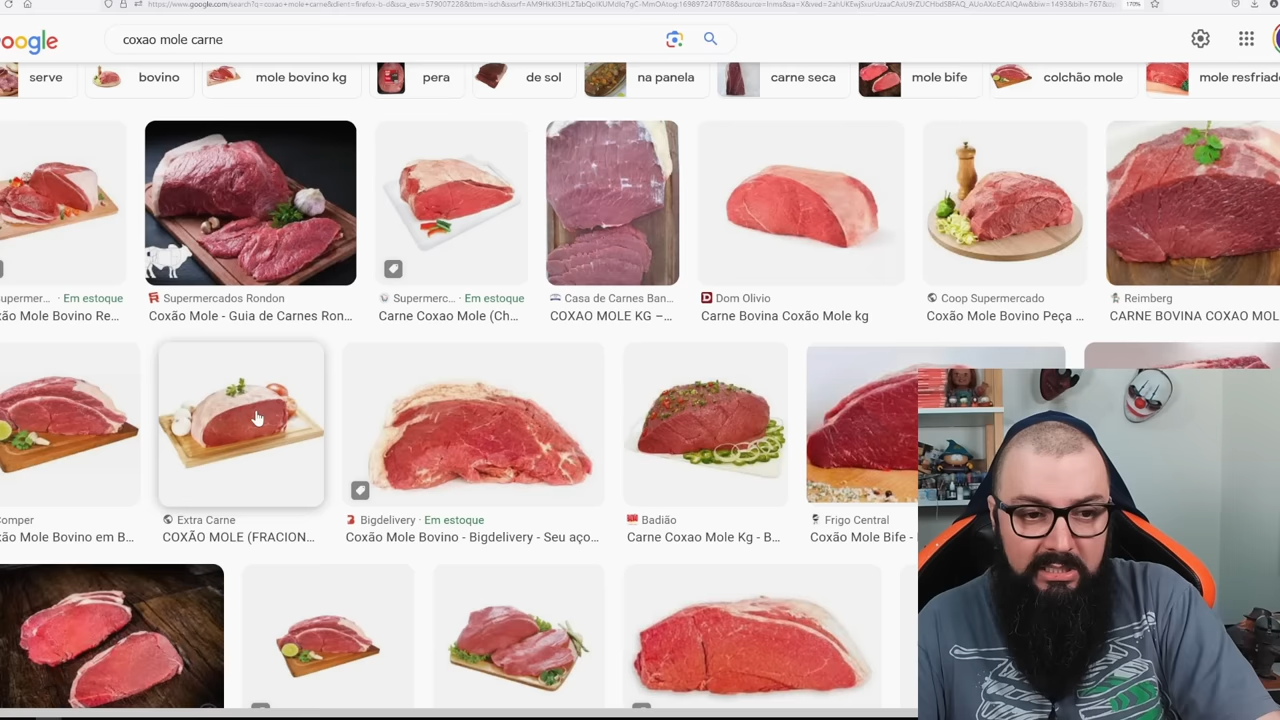 oogle
coxao mole carne
serve
bovino
mole bovino kg
pera
de sol
na panela
carne seca
mole bife
colchão mole
mole resfriad
170%
upermer... · Em estoque
xão Mole Bovino Re...
Supermercados Rondon
Coxão Mole - Guia de Carnes Ron...
Supermerc... · Em estoque
Carne Coxao Mole (Ch...
Casa de Carnes Ban...
COXAO MOLE KG –...
Dom Olivio
Carne Bovina Coxão Mole kg
Coop Supermercado
Coxão Mole Bovino Peça ...
Reimberg
CARNE BOVINA COXAO MOL
omper
xão Mole Bovino em B...
Extra Carne
COXÃO MOLE (FRACION...
Bigdelivery · Em estoque
Coxão Mole Bovino - Bigdelivery - Seu aço...
Badião
Carne Coxao Mole Kg - B...
Frigo Central
Coxão Mole Bife -